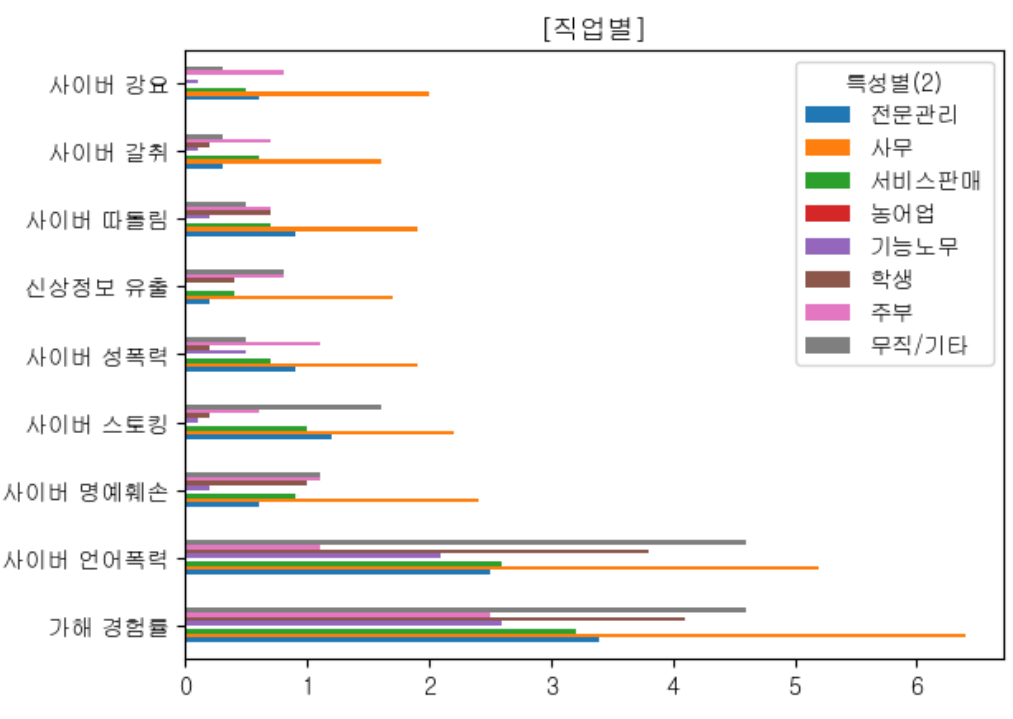 [직업별]
사이버 강요
사이버 갈취
사이버 따돌림
신상정보 유출
사이버 성폭력
사이버 스토킹
사이버 명예훼손
사이버 언어폭력
가해 경험률
특성별(2)
전문관리
사무
서비스판매
농어업
기능노무
학생
주부
무직/기타
0 1 2 3 4 5 6